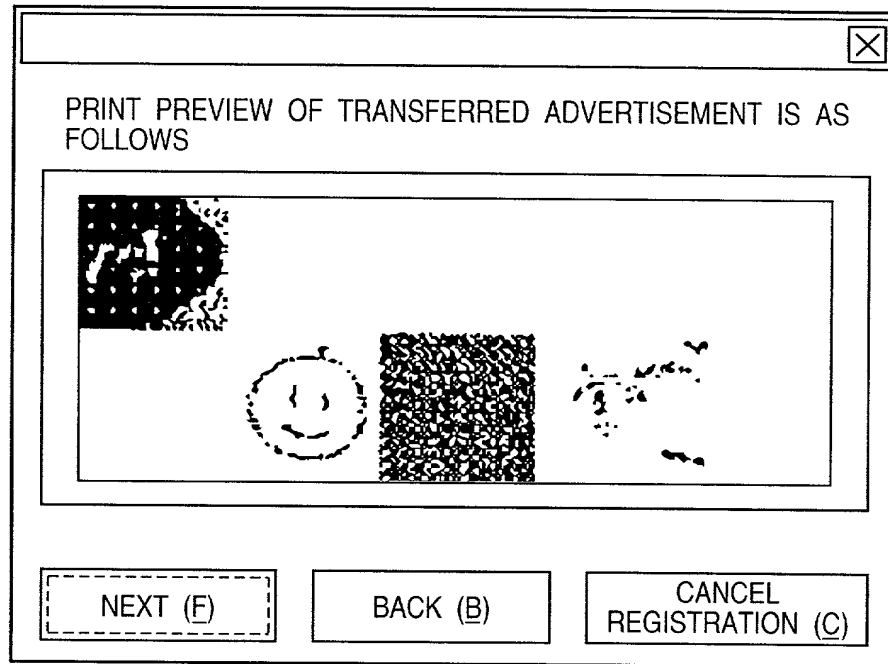 PRINT PREVIEW OF TRANSFERRED ADVERTISEMENT IS AS
FOLLOWS
NEXT (F)
BACK (B)
CANCEL
REGISTRATION (C)